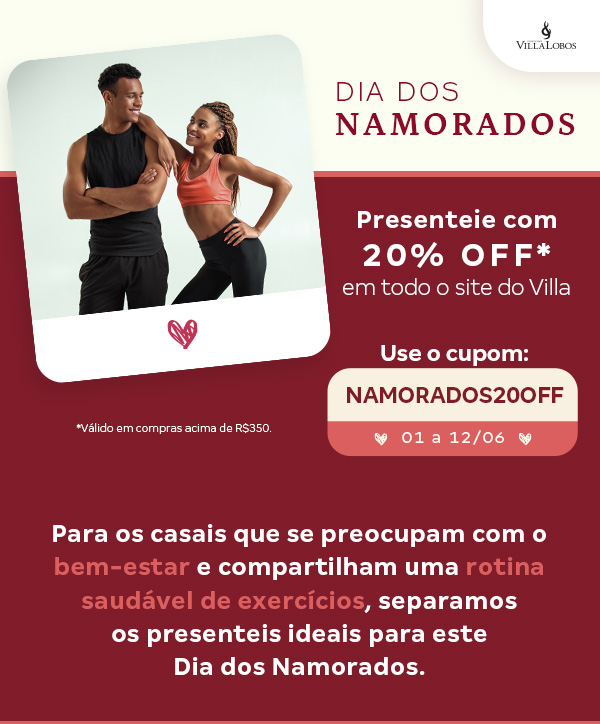 VILLALOBOS
DIA DOS
NAMORADOS
Presenteie com
20% OFF*
em todo o site do Villa
Use o cupom:
NAMORADOS20OFF
01 a 12/06
*Válido em compras acima de R$350.
Para os casais que se preocupam com o
bem-estar e compartilham uma rotina
saudável de exercícios, separamos
os presenteis ideais para este
Dia dos Namorados.